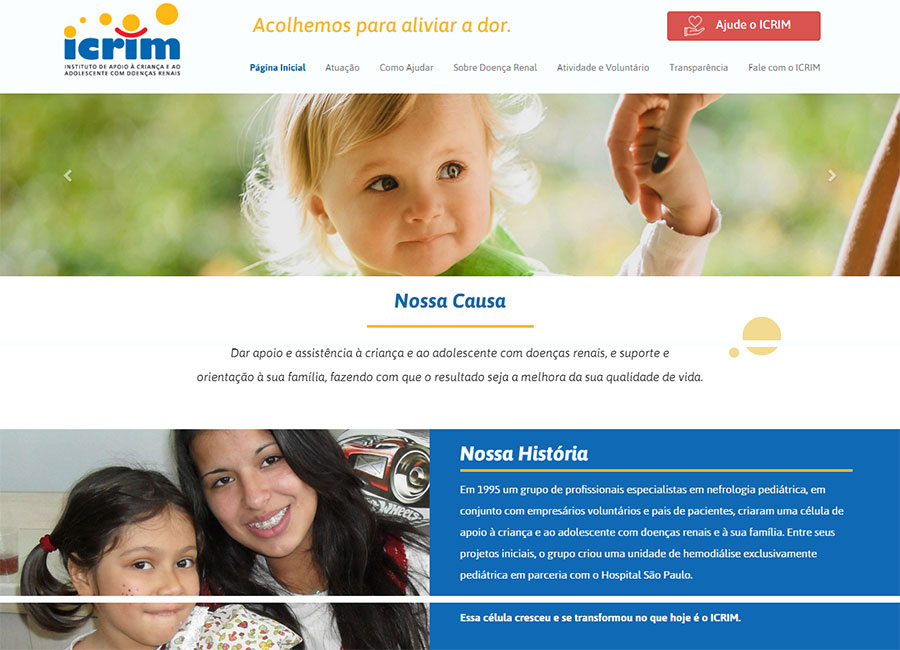 icrim
INSTITUTO DE APOIO À CRIANÇA E AO
ADOLESCENTE COM DOENÇAS RENAIS
Acolhemos para aliviar a dor.
Ajude o ICRIM
Página Inicial Atuação Como Ajudar Sobre Doença Renal Atividade e Voluntário Transparência Fale com o ICRIM
Nossa Causa
Dar apoio e assistência à criança e ao adolescente com doenças renais, e suporte e
orientação à sua família, fazendo com que o resultado seja a melhora da sua qualidade de vida.
Nossa História
Em 1995 um grupo de profissionais especialistas em nefrologia pediátrica, em
conjunto com empresários voluntários e pais de pacientes, criaram uma célula de
apoio à criança e ao adolescente com doenças renais e à sua família. Entre seus
projetos iniciais, o grupo criou uma unidade de hemodiálise exclusivamente
pediátrica em parceria com o Hospital São Paulo.
Essa célula cresceu e se transformou no que hoje é o ICRIM.